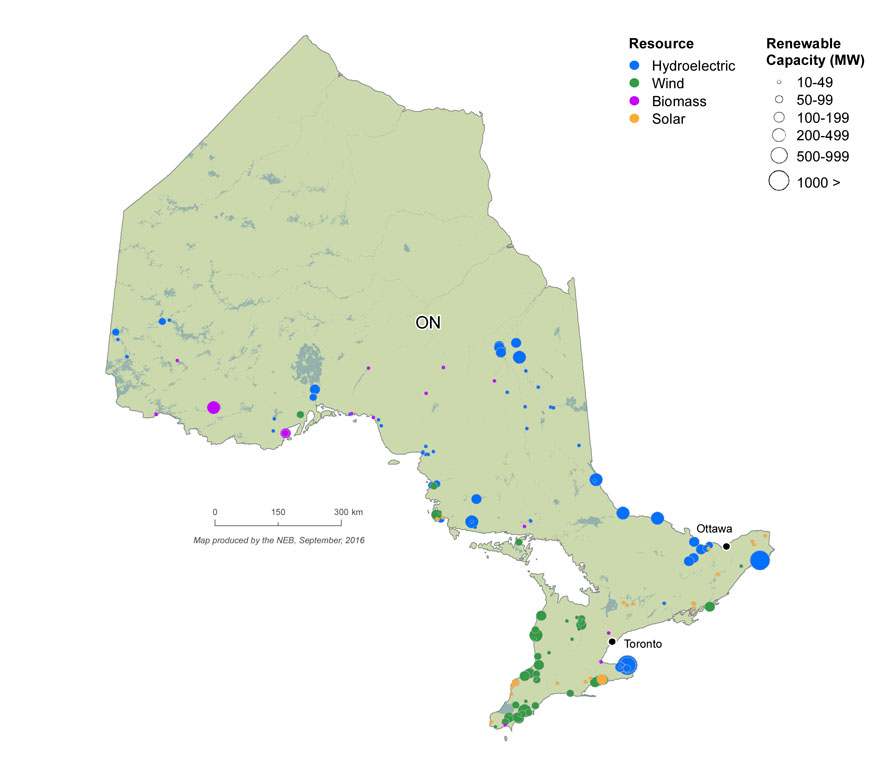 Resource
Hydroelectric
Wind
Biomass
Solar
Renewable
Capacity (MW)
10-49
50-99
100-199
200-499
500-999
1000 >
ON
0 150 300 km
Map produced by the NEB, September, 2016
Ottawa
Toronto